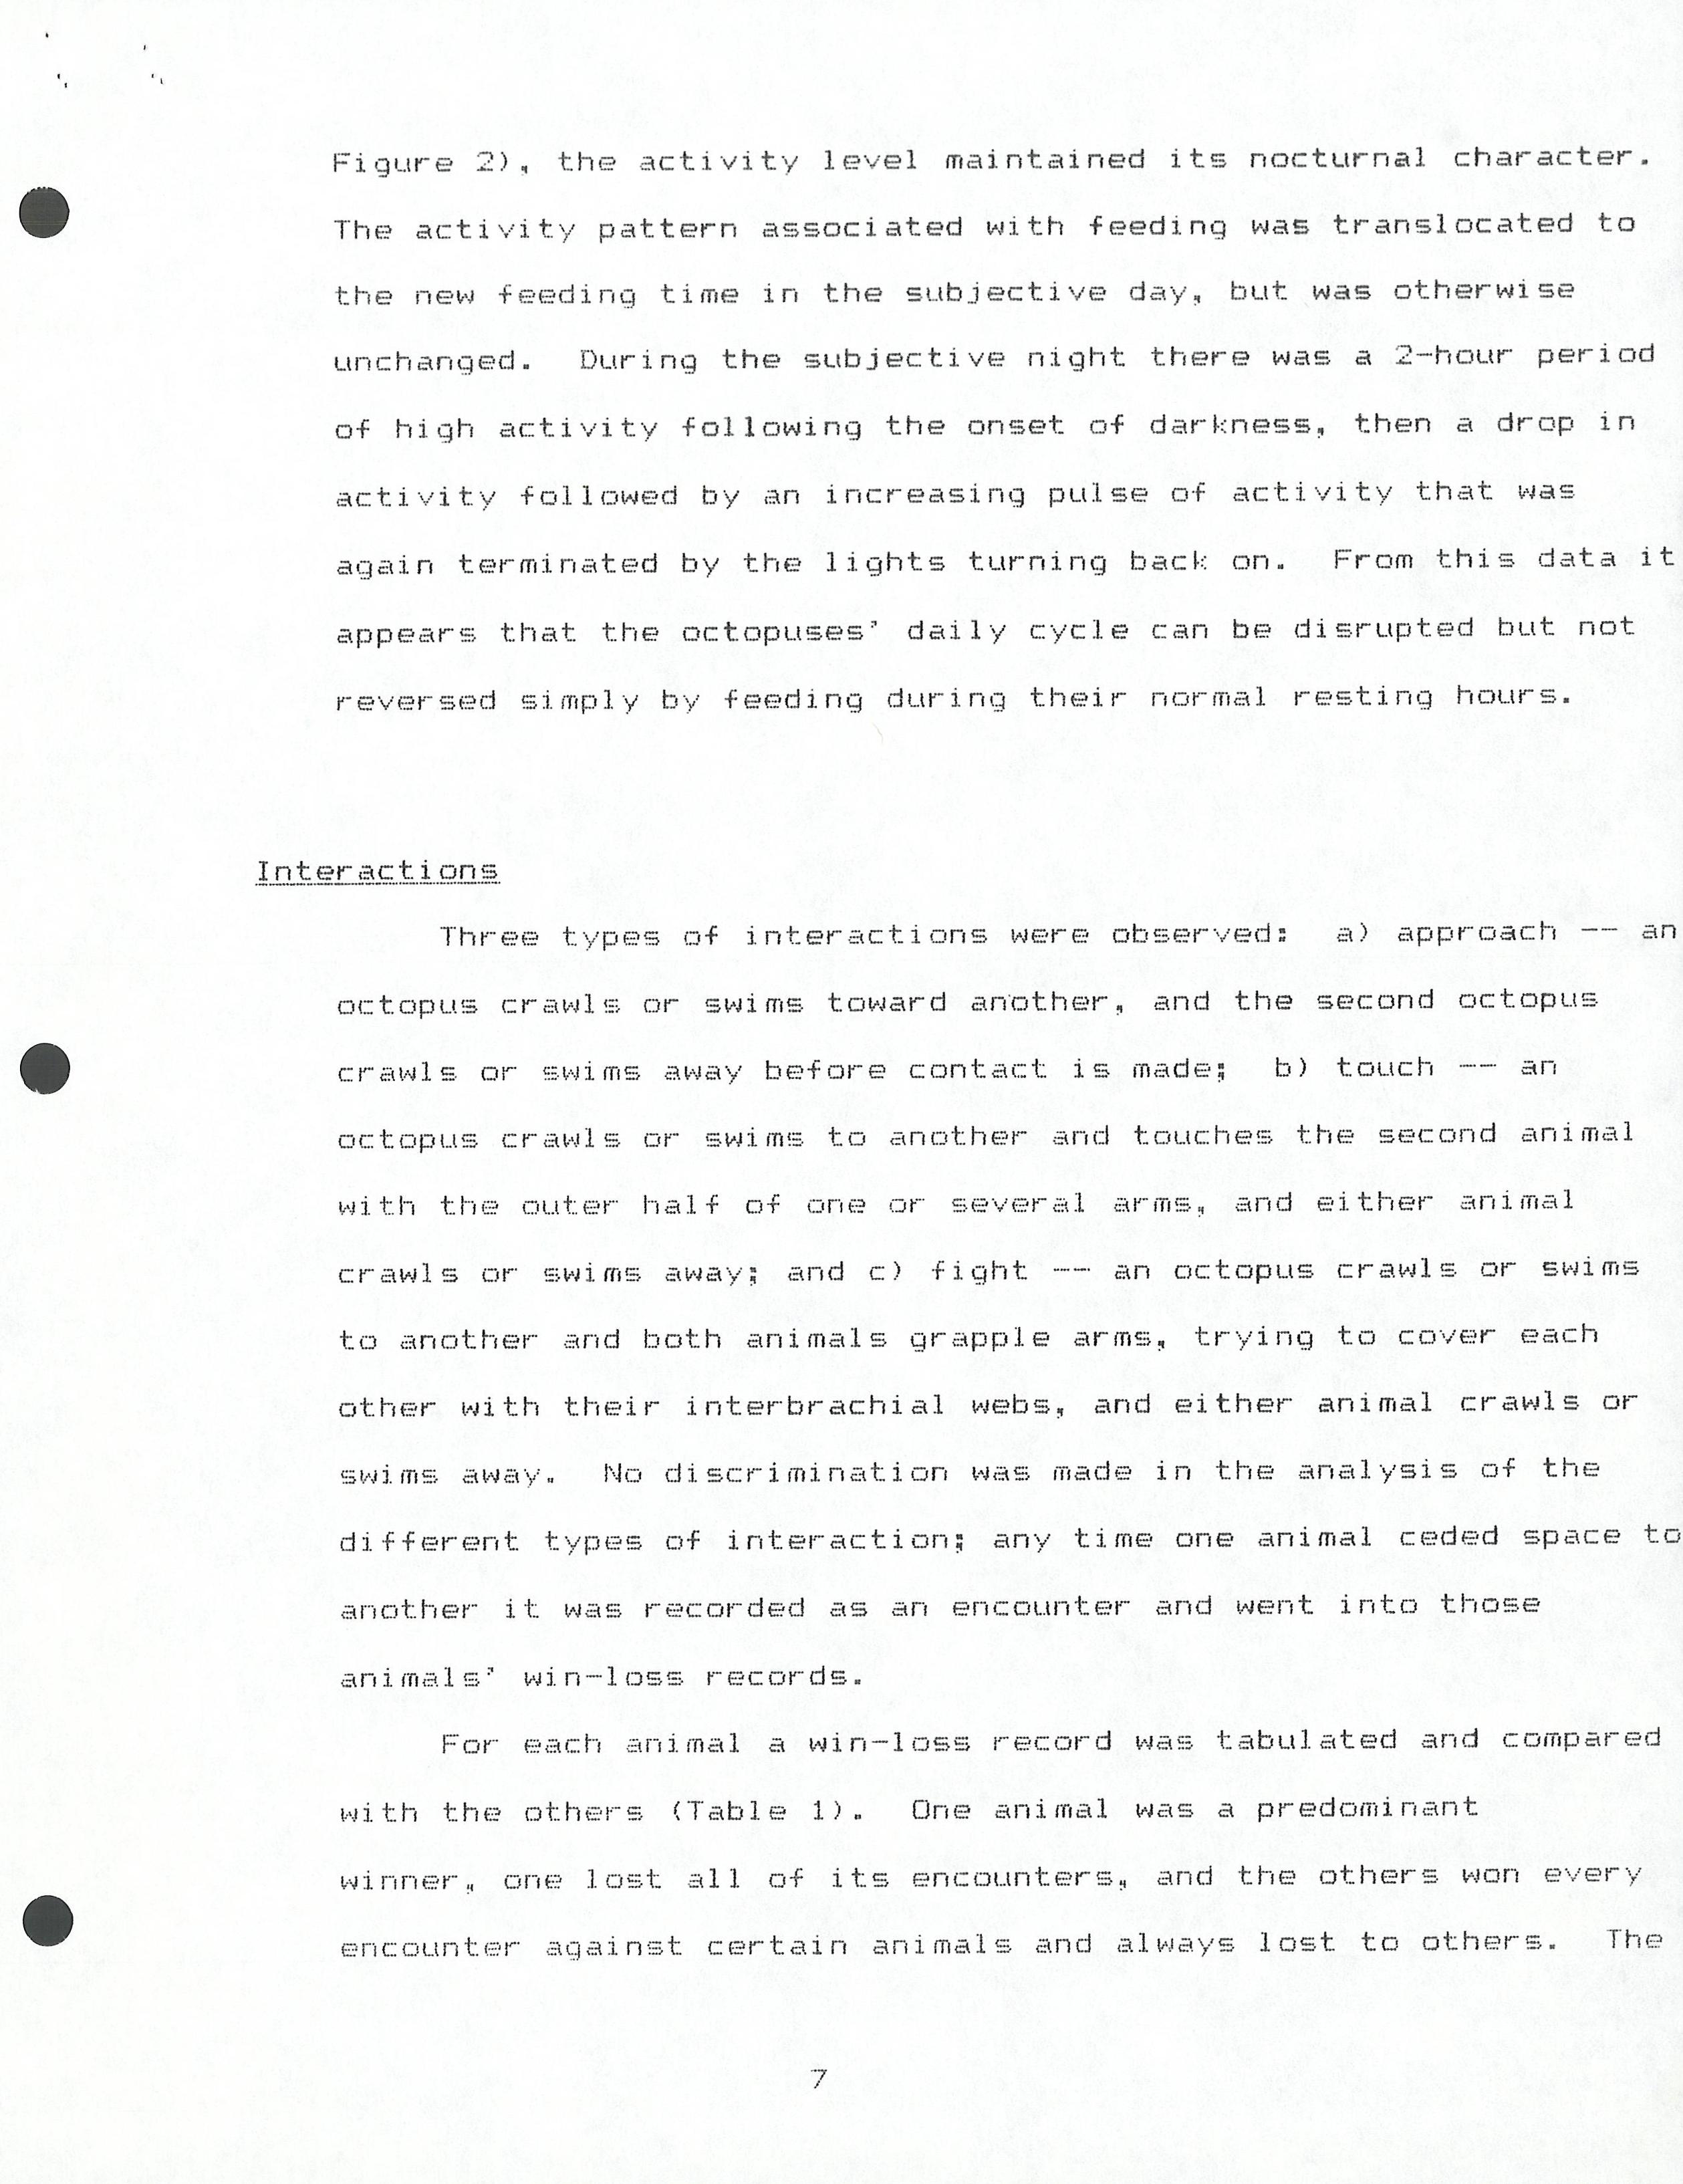 Figure 2), the activity level maintained its nocturnal character.
The activity pattern associated with feeding was translocated to
the new feeding time in the subjective day, but was otherwise
unchanged.  During the subjective night there was a 2-hour period
of high activity following the onset of darkness, then a drop in
activity followed by an increasing pulse of activity that was
again terminated by the lights turning back on.  From this data it
appears that the octopuses' daily cycle can be disrupted but not
reversed simply by feeding during their normal resting hours.
Interactions
Three types of interactions were observed:  a) approach -- an
octopus crawls or swims toward another, and the second octopus
crawls or swims away before contact is made;  b) touch -- an
octopus crawls or swims to another and touches the second animal
with the outer half of one or several arms, and either animal
crawls or swims away; and c) fight -- an octopus crawls or swims
to another and both animals grapple arms, trying to cover each
other with their interbrachial webs, and either animal crawls or
swims away.  No discrimination was made in the analysis of the
different types of interaction; any time one animal ceded space to
another it was recorded as an encounter and went into those
animals' win-loss records.
For each animal a win-loss record was tabulated and compared
with the others (Table 1).  One animal was a predominant
winner, one lost all of its encounters, and the others won every
encounter against certain animals and always lost to others.  The
7